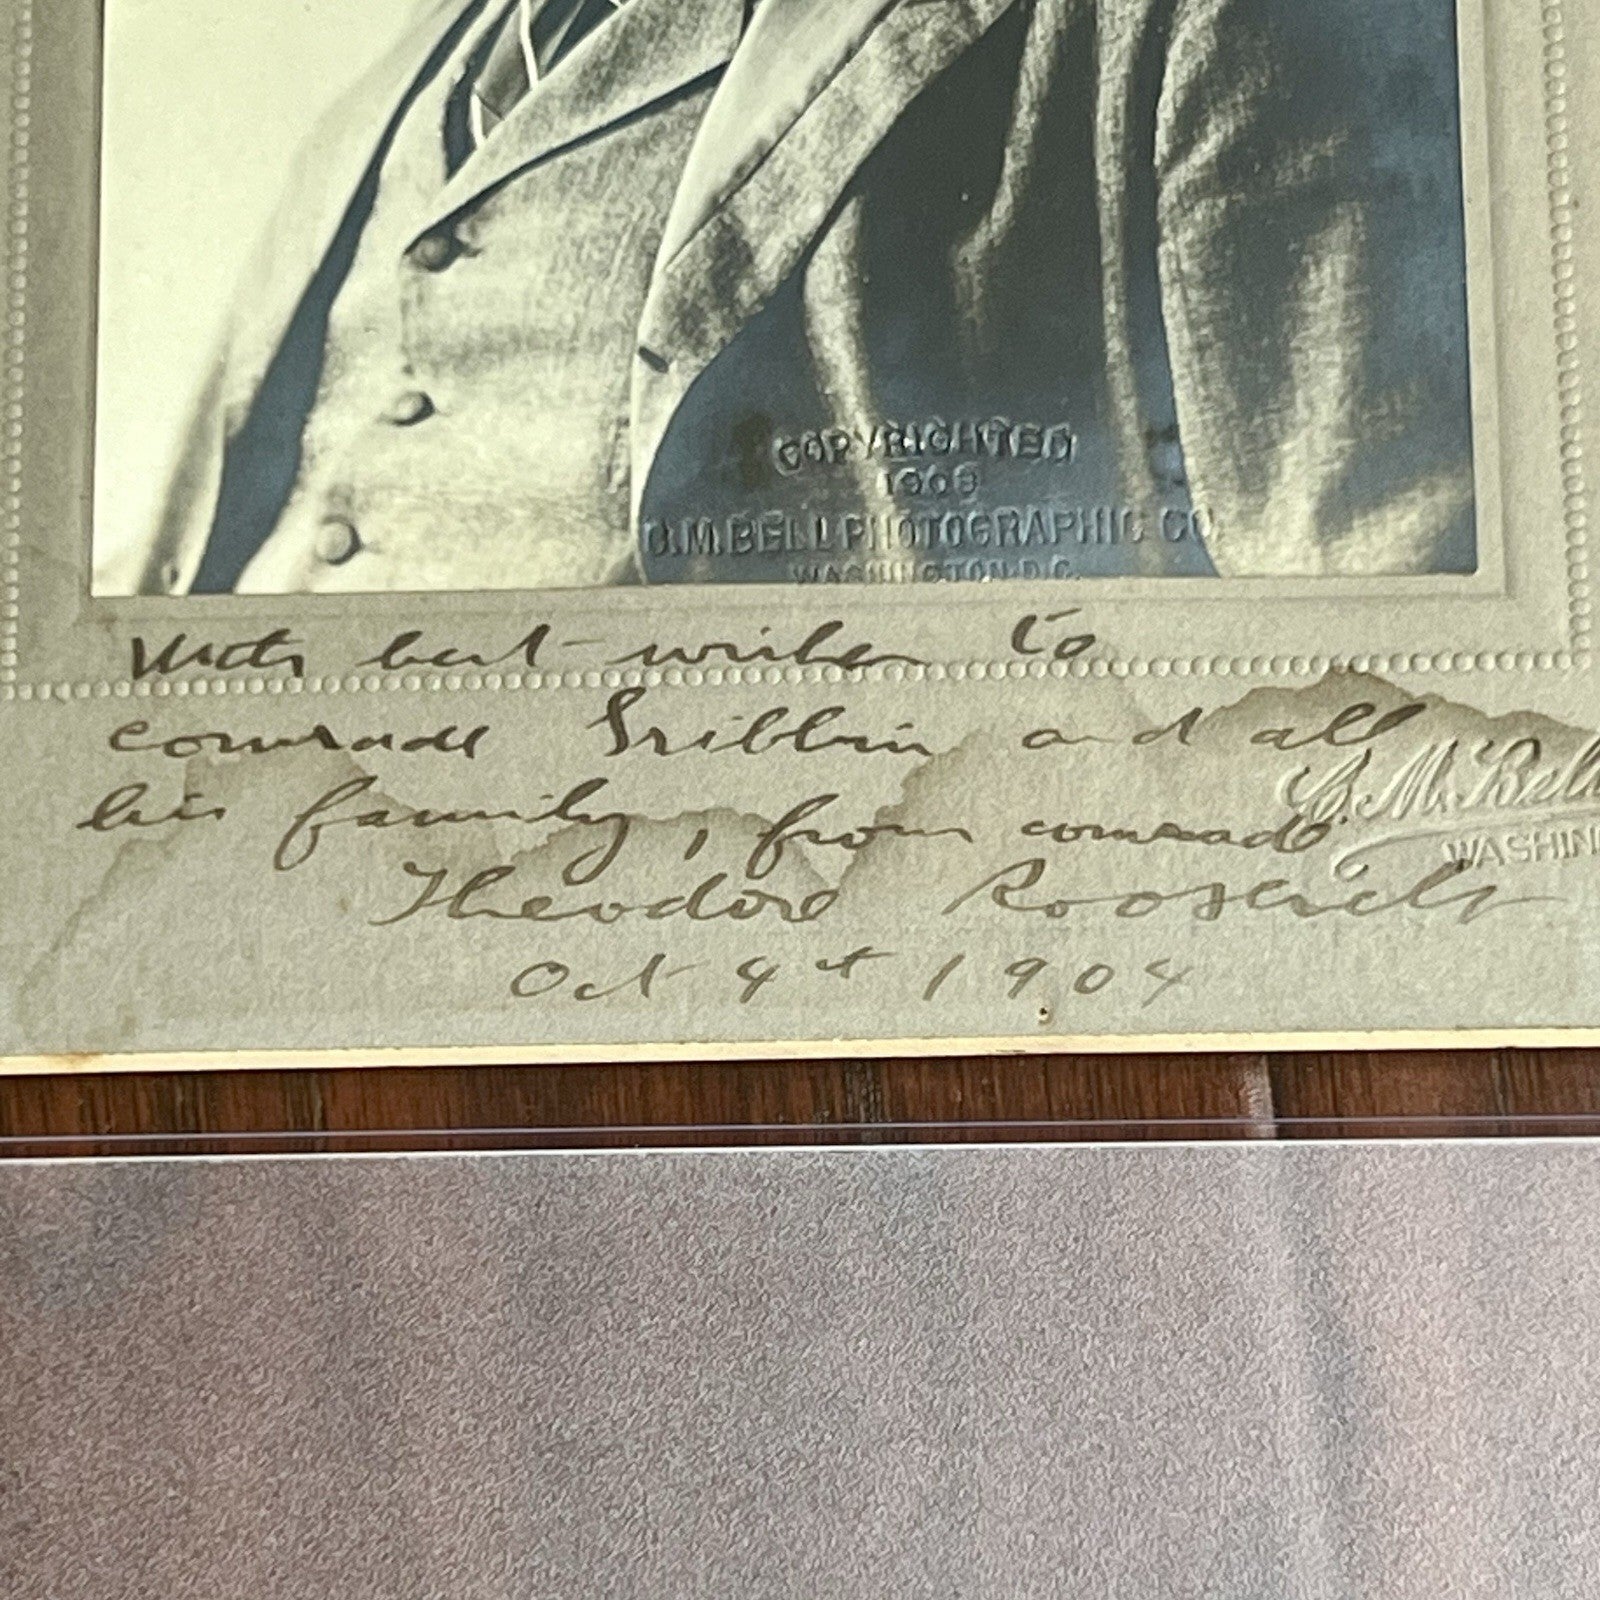 COPYRIGHTED
1903
C.M. BELL PHOTOGRAPHIC CO.
WASHINGTON D.C.
With best wishes to
comrade Gribbin and all
his family, from comrade
Theodore Roosevelt
Oct 4th 1904
C. M. Bell
WASHIN